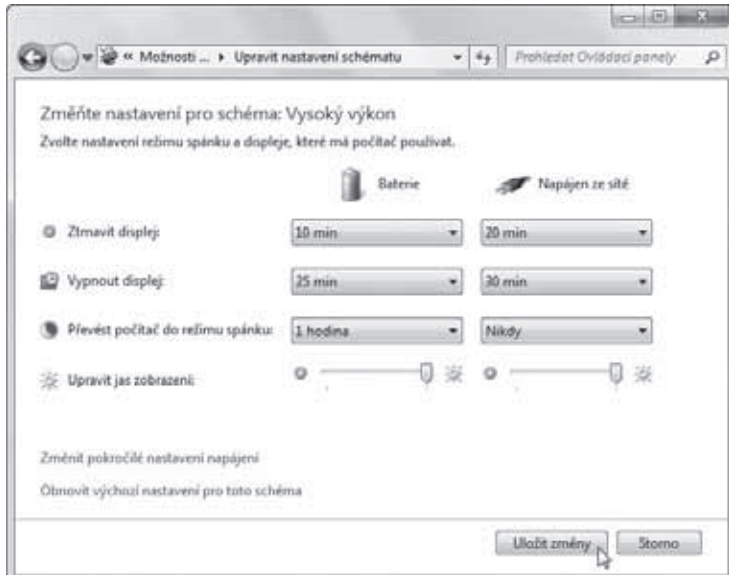 « Možnosti ... ▸ Upravit nastavení schématu Prohledat Ovládací panely
Změňte nastavení pro schéma: Vysoký výkon
Zvolte nastavení režimu spánku a displeje, které má počítač používat.
Baterie Napájen ze sítě
Ztmavit displej: 10 min 20 min
Vypnout displej: 25 min 30 min
Převést počítač do režimu spánku: 1 hodina Nikdy
Upravit jas zobrazení:
Změnit pokročilé nastavení napájení
Obnovit výchozí nastavení pro toto schéma
Uložit změny Storno